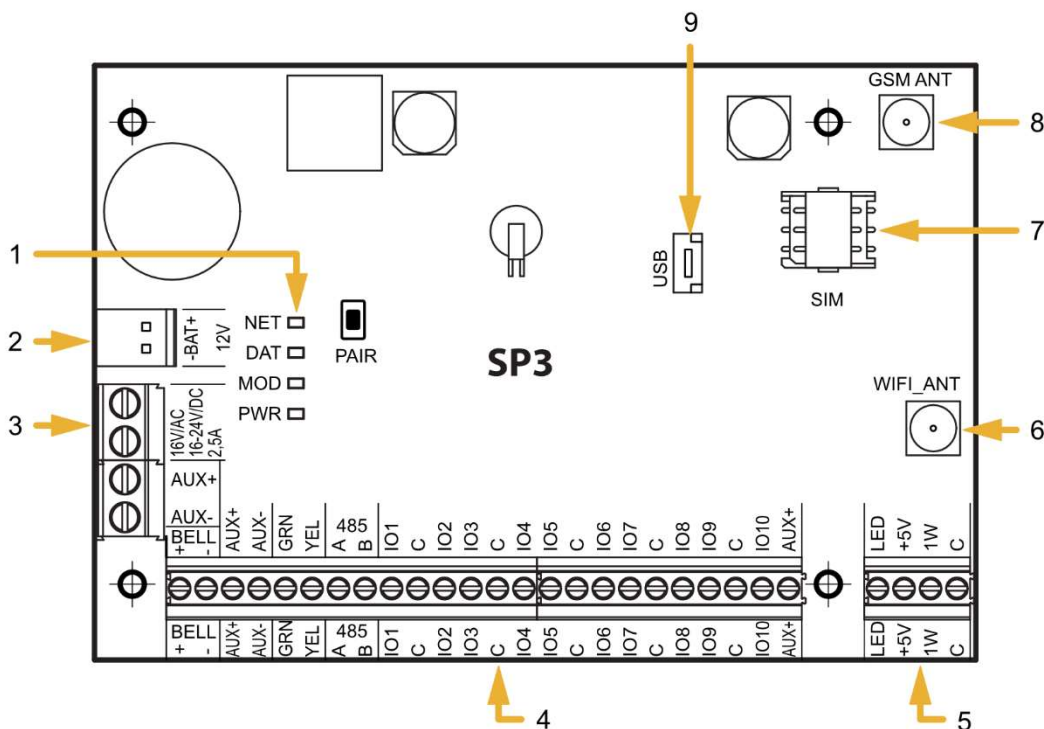 9
GSM ANT
8
1
USB
7
SIM
2
-BAT+
12V
NET
DAT
MOD
PWR
PAIR
SP3
3
16V/AC
16-24V/DC
2,5A
WIFI_ANT
6
AUX+
AUX-
BELL AUX+ AUX- GRN YEL 485 IO1 C IO2 IO3 C IO4 IO5 C IO6 IO7 C IO8 IO9 C IO10 AUX+ LED +5V 1W C
+ - A B
BELL AUX+ AUX- GRN YEL 485 IO1 C IO2 IO3 C IO4 IO5 C IO6 IO7 C IO8 IO9 C IO10 AUX+ LED +5V 1W C
+ - A B
4
5